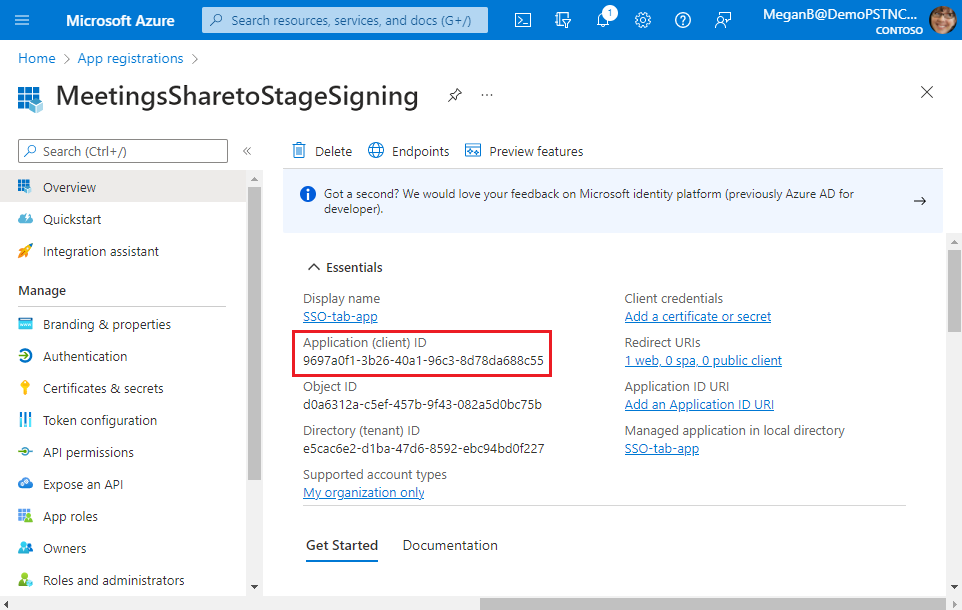 Microsoft Azure
Search resources, services, and docs (G+/)
1
MeganB@DemoPSTNC...
CONTOSO
Home > App registrations >
MeetingsSharetoStageSigning
...
Search (Ctrl+/)
«
Overview
Quickstart
Integration assistant
Manage
Branding & properties
Authentication
Certificates & secrets
Token configuration
API permissions
Expose an API
App roles
Owners
Roles and administrators
Delete
Endpoints
Preview features
Got a second? We would love your feedback on Microsoft identity platform (previously Azure AD for
developer).
Essentials
Display name
SSO-tab-app
Application (client) ID
9697a0f1-3b26-40a1-96c3-8d78da688c55
Object ID
d0a6312a-c5ef-457b-9f43-082a5d0bc75b
Directory (tenant) ID
e5cac6e2-d1ba-47d6-8592-ebc94bd0f227
Supported account types
My organization only
Client credentials
Add a certificate or secret
Redirect URIs
1 web, 0 spa, 0 public client
Application ID URI
Add an Application ID URI
Managed application in local directory
SSO-tab-app
Get Started
Documentation